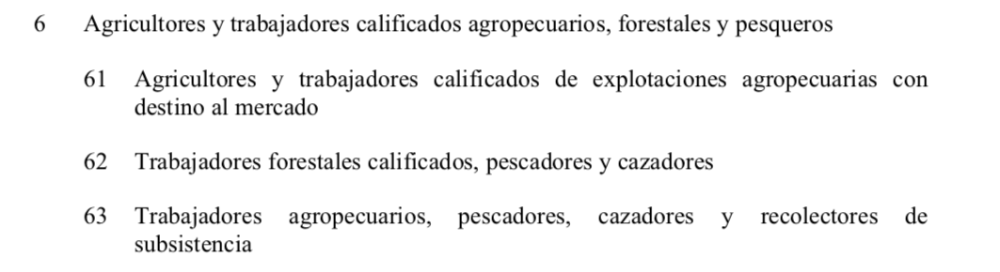 6 Agricultores y trabajadores calificados agropecuarios, forestales y pesqueros
61 Agricultores y trabajadores calificados de explotaciones agropecuarias con
destino al mercado
62 Trabajadores forestales calificados, pescadores y cazadores
63 Trabajadores agropecuarios, pescadores, cazadores y recolectores de
subsistencia